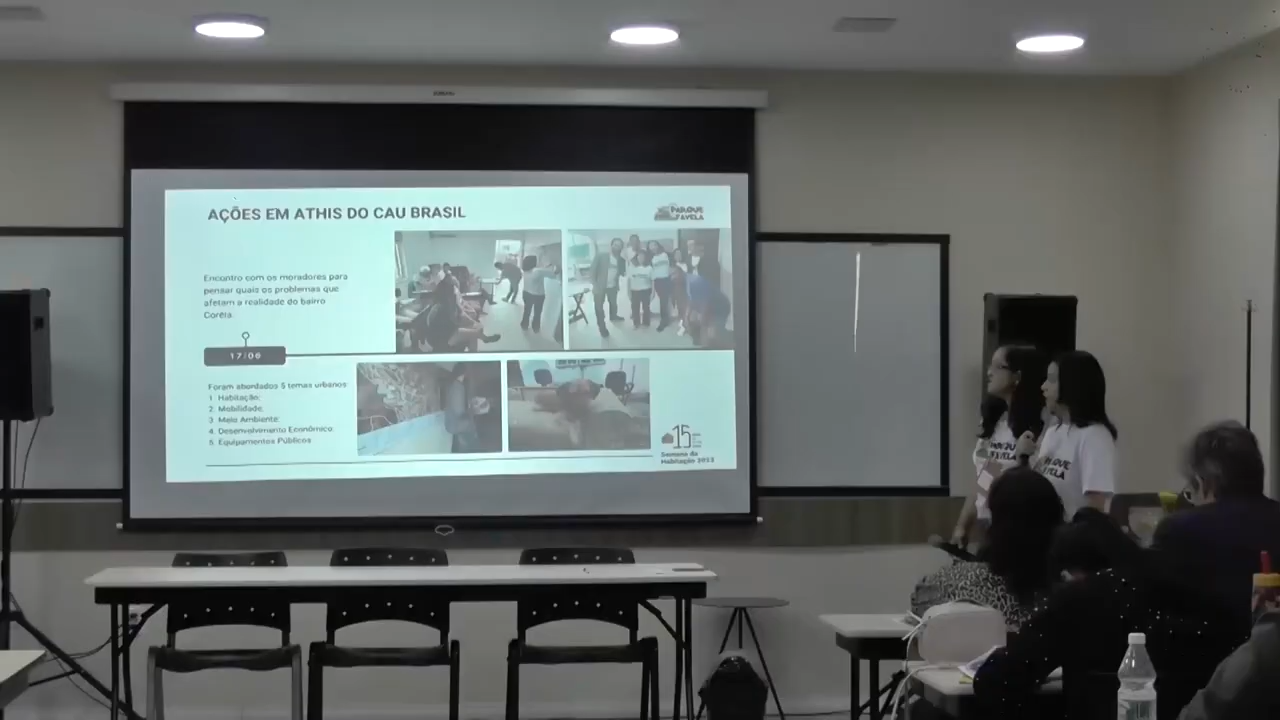 AÇÕES EM ATHIS DO CAU BRASIL
PARQUE
FAVELA
Encontro com os moradores para
pensar quais os problemas que
afetam a realidade do bairro
Coréia.
17/06
Foram abordados 5 temas urbanos:
1 Habitação;
2 Mobilidade;
3 Meio Ambiente;
4 Desenvolvimento Econômico;
5 Equipamentos Públicos
15
Semana da
Habitação 2023
PARQUE
FAVELA